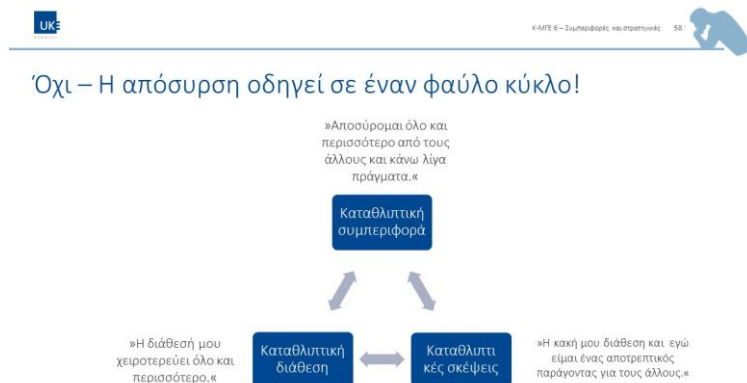 UKE
HAMBURG
Κ-ΜΓΕ 6 – Συμπεριφορές και στρατηγικές 58
Όχι – Η απόσυρση οδηγεί σε έναν φαύλο κύκλο!
»Αποσύρομαι όλο και
περισσότερο από τους
άλλους και κάνω λίγα
πράγματα.«
Καταθλιπτική
συμπεριφορά
»Η διάθεσή μου
χειροτερεύει όλο και
περισσότερο.«
Καταθλιπτική
διάθεση
Καταθλιπτι
κές σκέψεις
»Η κακή μου διάθεση και εγώ
είμαι ένας αποτρεπτικός
παράγοντας για τους άλλους.«